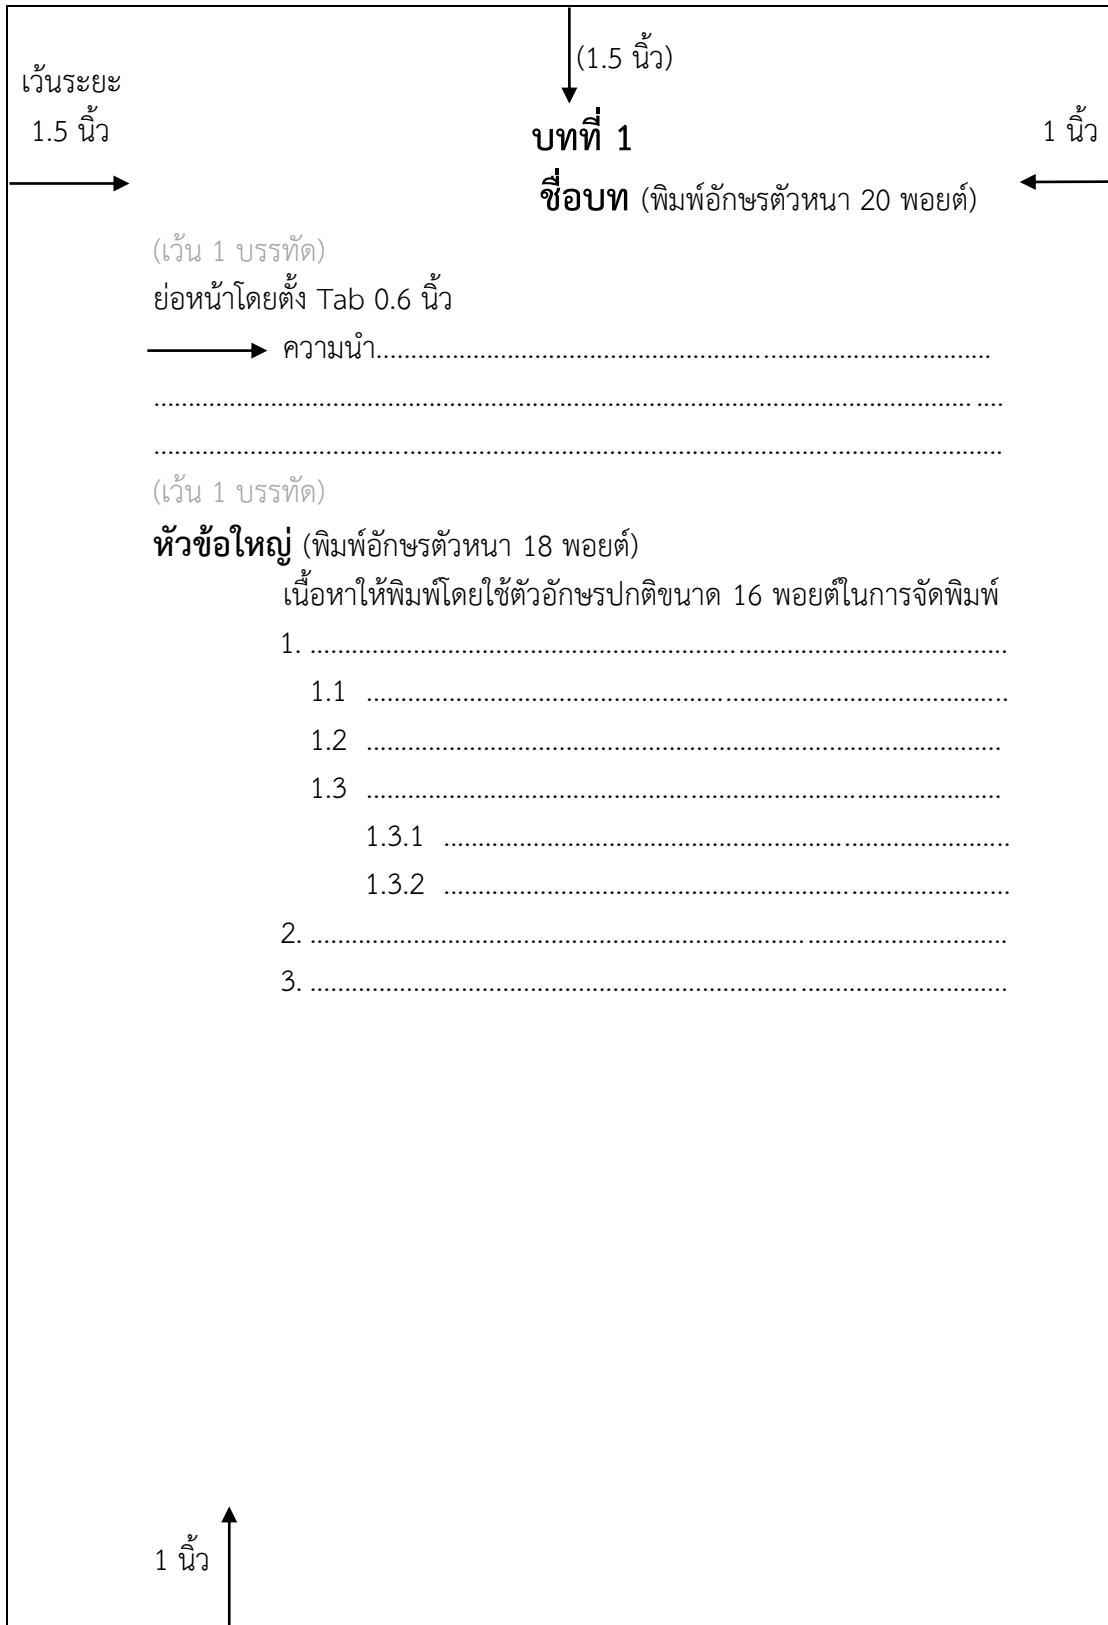 (1.5 นิ้ว)
เว้นระยะ
1.5 นิ้ว
บทที่ 1
1 นิ้ว
ชื่อบท (พิมพ์อักษรตัวหนา 20 พอยต์)
(เว้น 1 บรรทัด)
ย่อหน้าโดยตั้ง Tab 0.6 นิ้ว
ความนำ.........................................................................................
...........................................................................................................................
...........................................................................................................................
(เว้น 1 บรรทัด)
หัวข้อใหญ่ (พิมพ์อักษรตัวหนา 18 พอยต์)
เนื้อหาให้พิมพ์โดยใช้ตัวอักษรปกติขนาด 16 พอยต์ในการจัดพิมพ์
1. .....................................................................................................
1.1 .............................................................................................
1.2 ............................................................................................
1.3 ............................................................................................
1.3.1 ..................................................................................
1.3.2 ..................................................................................
2. .....................................................................................................
3. .....................................................................................................
1 นิ้ว